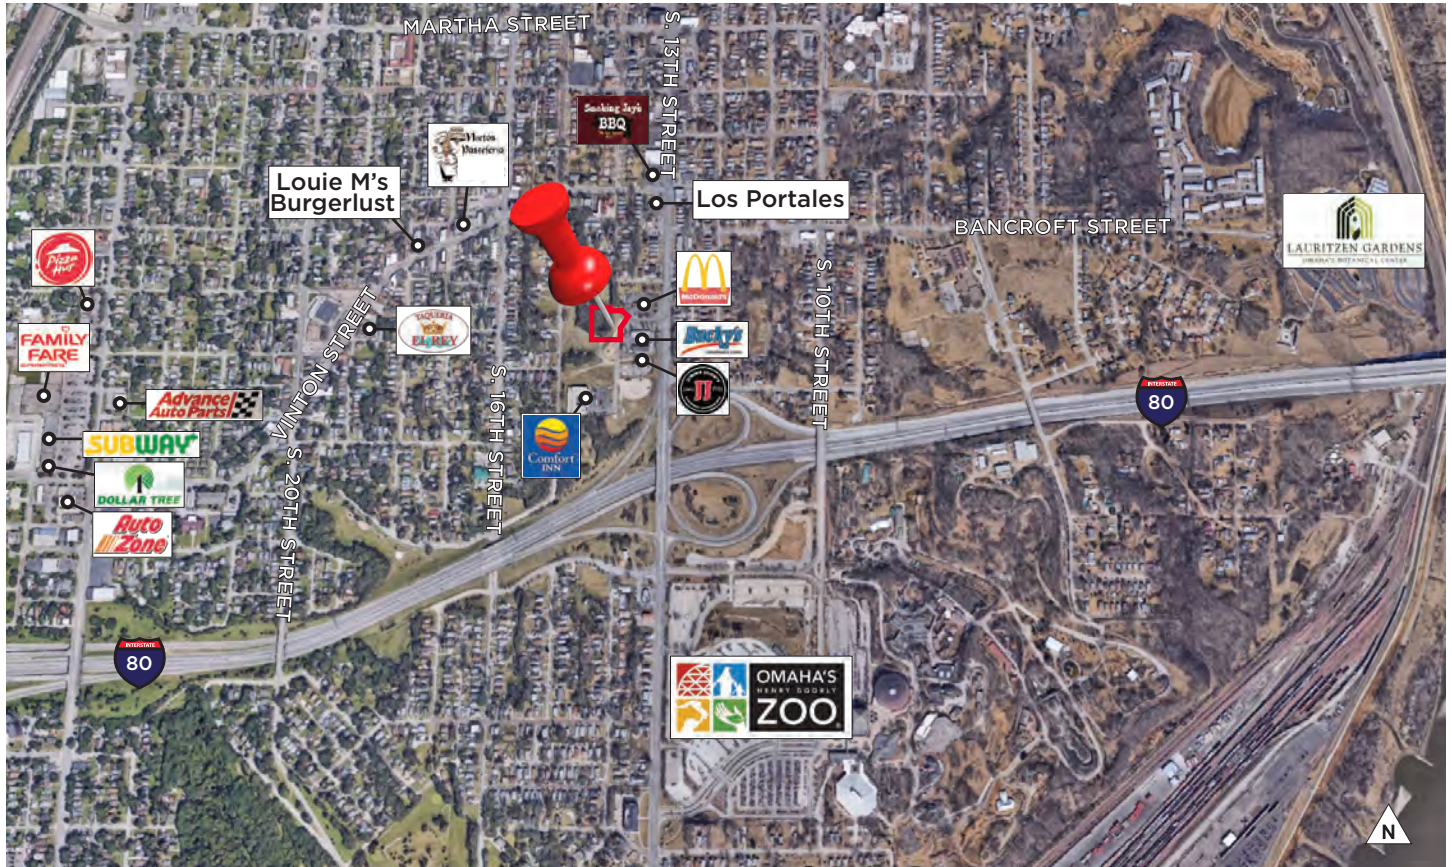 MARTHA STREET
S. 13TH STREET
Smoking Jay's
BBQ
Louie M's
Burgerlust
Los Portales
BANCROFT STREET
LAURITZEN GARDENS
OMAHA'S BOTANICAL CENTER
Pizza
Hut
FAMILY
FARE
Advance
Auto Parts
SUBWAY
DOLLAR TREE
Auto
Zone
VINTON STREET
S. 20TH STREET
TAQUERIA
EL REY
S. 16TH STREET
McDonald's
Bucky's
Comfort
INN
S. 10TH STREET
INTERSTATE
80
INTERSTATE
80
OMAHA'S
HENRY DOORLY
ZOO
N